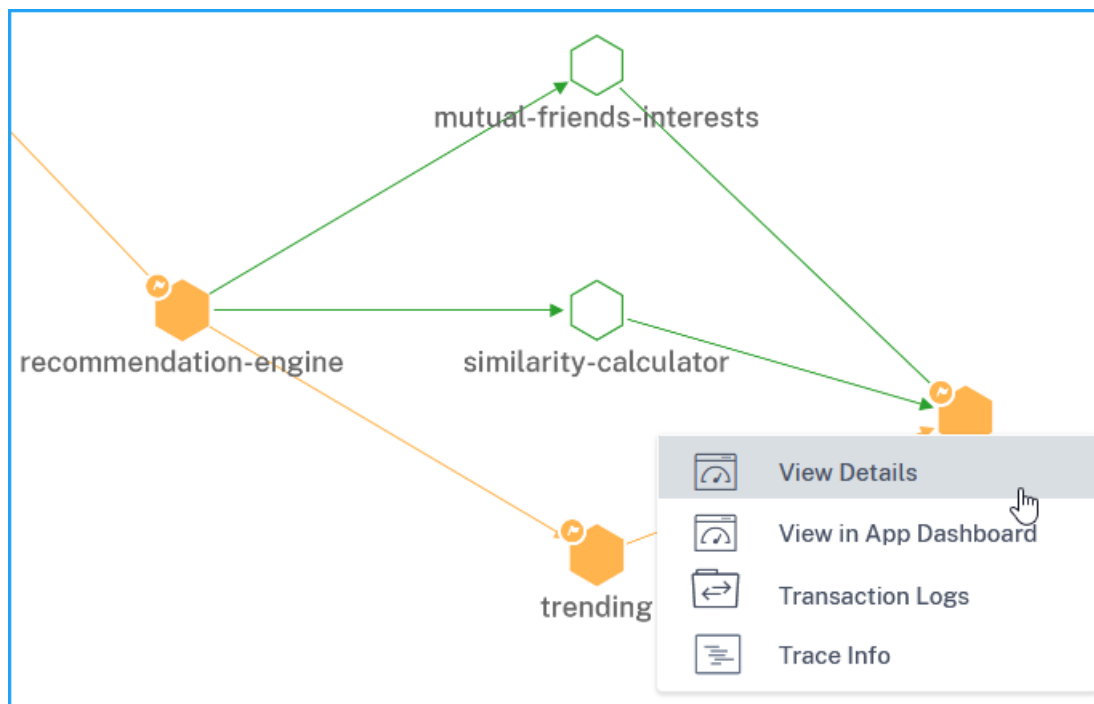 mutual-friends-interests
recommendation-engine
similarity-calculator
trending
View Details
View in App Dashboard
Transaction Logs
Trace Info